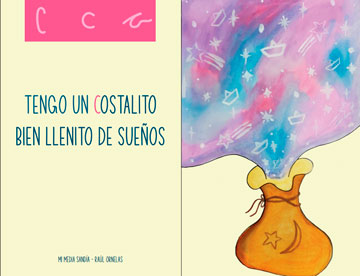 C c c
TENGO UN COSTALITO
BIEN LLENITO DE SUEÑOS
MI MEDIA SANDÍA - RAÚL ORNELAS